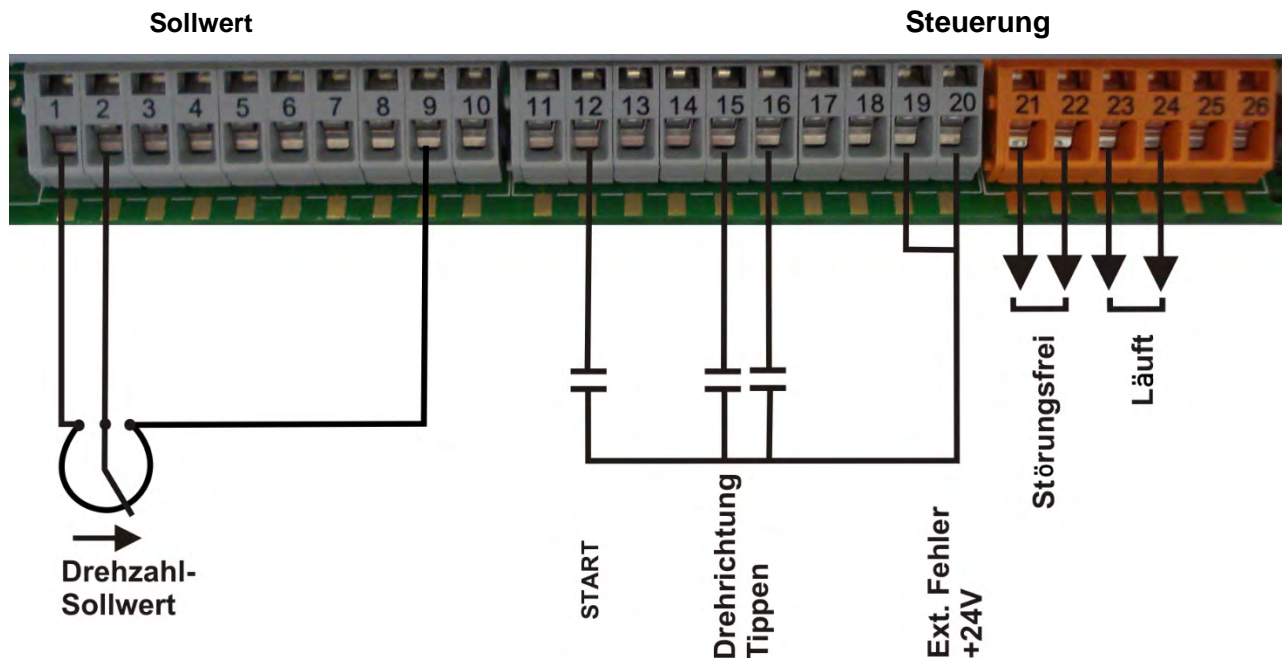 Sollwert
Steuerung
1 2 3 4 5 6 7 8 9 10
11 12 13 14 15 16 17 18 19 20
21 22 23 24 25 26
Drehzahl-
Sollwert
START
Drehrichtung
Tippen
Ext. Fehler
+24V
Störungsfrei
Läuft